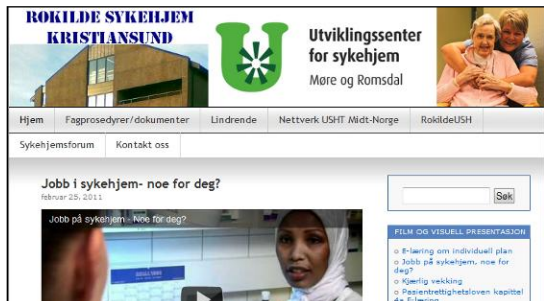 ROKILDE SYKEHJEM
KRISTIANSUND
Utviklingssenter
for sykehjem
Møre og Romsdal
Hjem Fagprosedyrer/dokumenter Lindrende Nettverk USHT Midt-Norge RokildeUSH
Sykehjemsforum Kontakt oss
Jobb i sykehjem- noe for deg?
februar 25, 2011
Jobb på sykehjem - Noe for deg?
Søk
FILM OG VISUELL PRESENTASJON
E-læring om individuell plan
Jobb på sykehjem, noe for
deg?
Kjærlig vekking
Pasientrettighetsloven kapittel